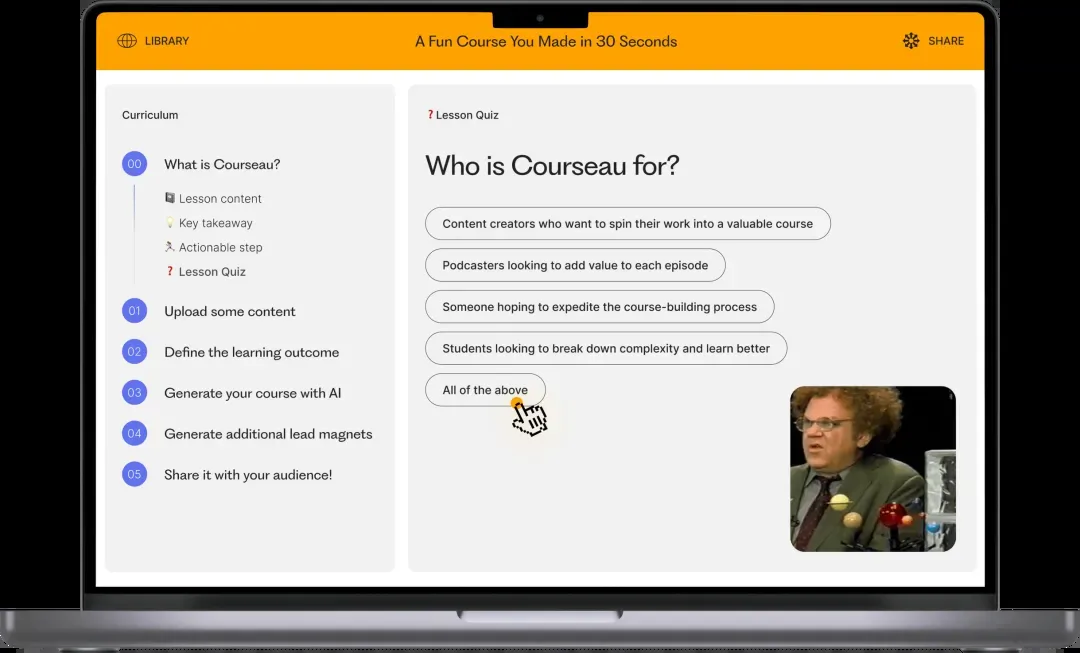 LIBRARY
A Fun Course You Made in 30 Seconds
SHARE
Curriculum
00 What is Courseau?
Lesson content
Key takeaway
Actionable step
❓ Lesson Quiz
01 Upload some content
02 Define the learning outcome
03 Generate your course with AI
04 Generate additional lead magnets
05 Share it with your audience!
❓ Lesson Quiz
Who is Courseau for?
Content creators who want to spin their work into a valuable course
Podcasters looking to add value to each episode
Someone hoping to expedite the course-building process
Students looking to break down complexity and learn better
All of the above